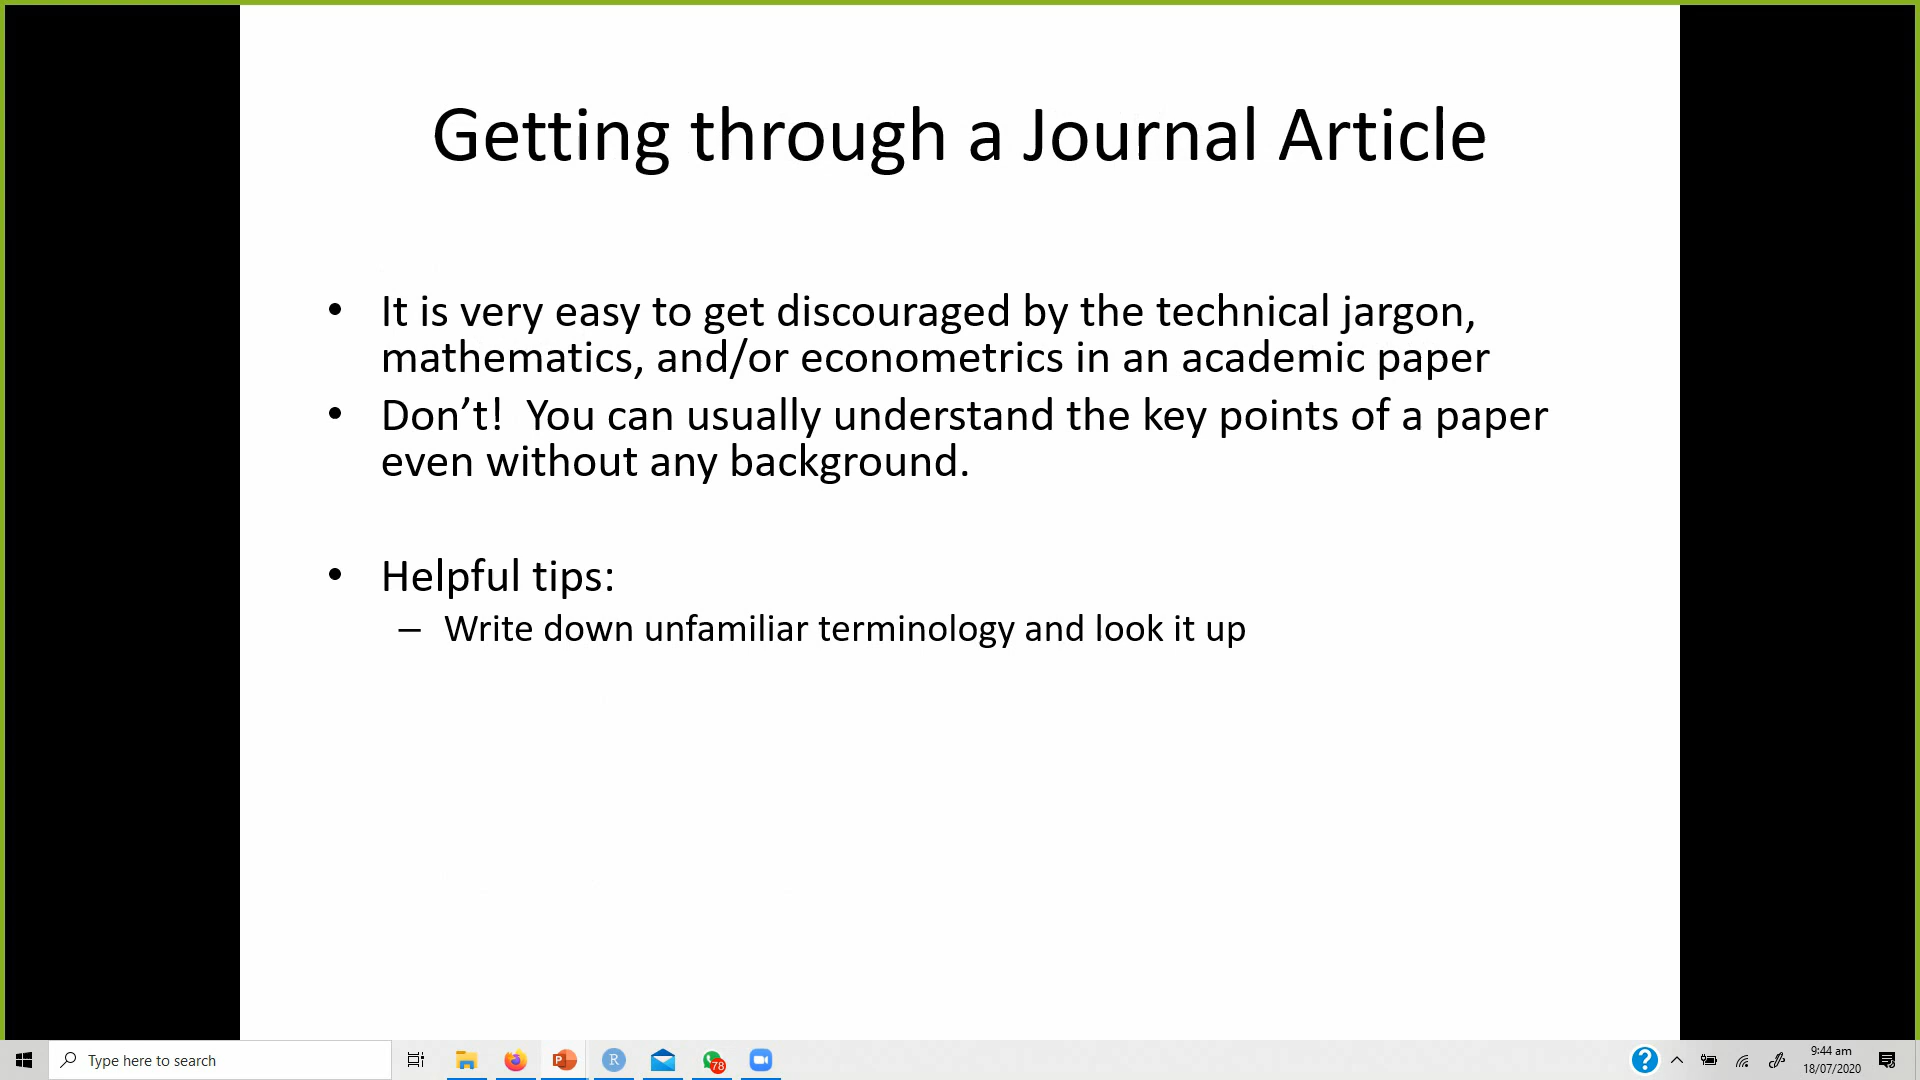 Getting through a Journal Article
• It is very easy to get discouraged by the technical jargon,
mathematics, and/or econometrics in an academic paper
• Don’t!  You can usually understand the key points of a paper
even without any background.
• Helpful tips:
– Write down unfamiliar terminology and look it up
Type here to search
P
R
78
?
9:44 am
18/07/2020